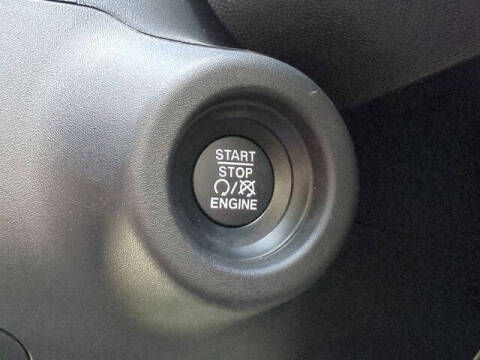 START
STOP
/
ENGINE